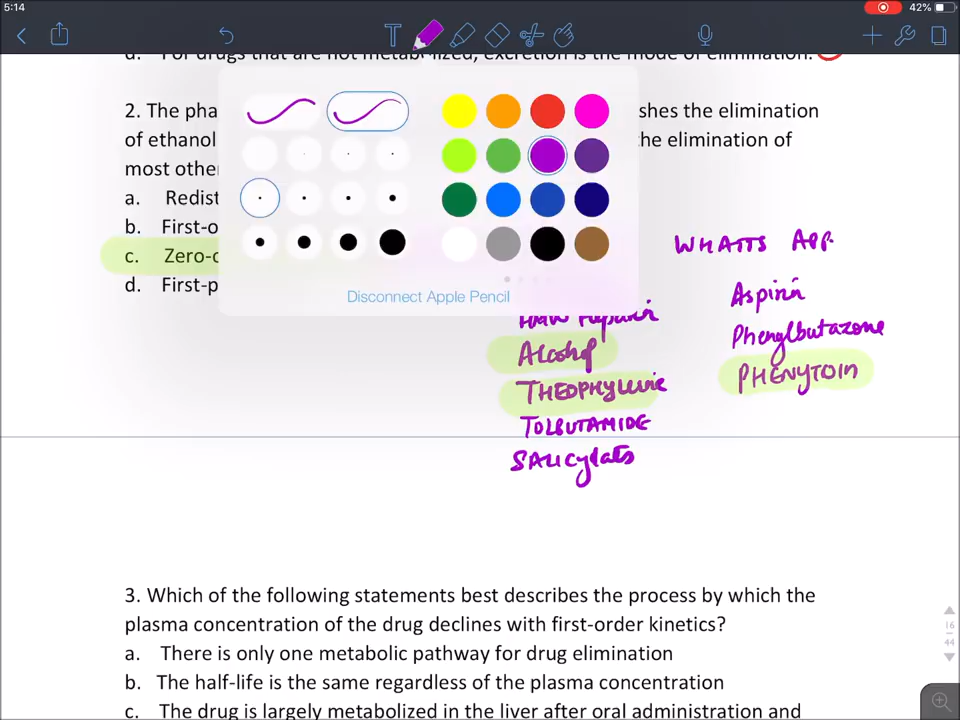 5:14
42%
T
d. For drugs that are not metabolized, excretion is the mode of elimination.
2. The pha shes the elimination
of ethanol the elimination of
most othe
a. Redist
b. First-o
c. Zero-o
d. First-p
Disconnect Apple Pencil
WHATTS APP
Aspirin
Phenylbutazone
PHENYTOIN
Alcohol
THEOPHYLLINE
TOLBUTAMIDE
SALICylates
3. Which of the following statements best describes the process by which the
plasma concentration of the drug declines with first-order kinetics?
a. There is only one metabolic pathway for drug elimination
b. The half-life is the same regardless of the plasma concentration
c. The drug is largely metabolized in the liver after oral administration and
16
44